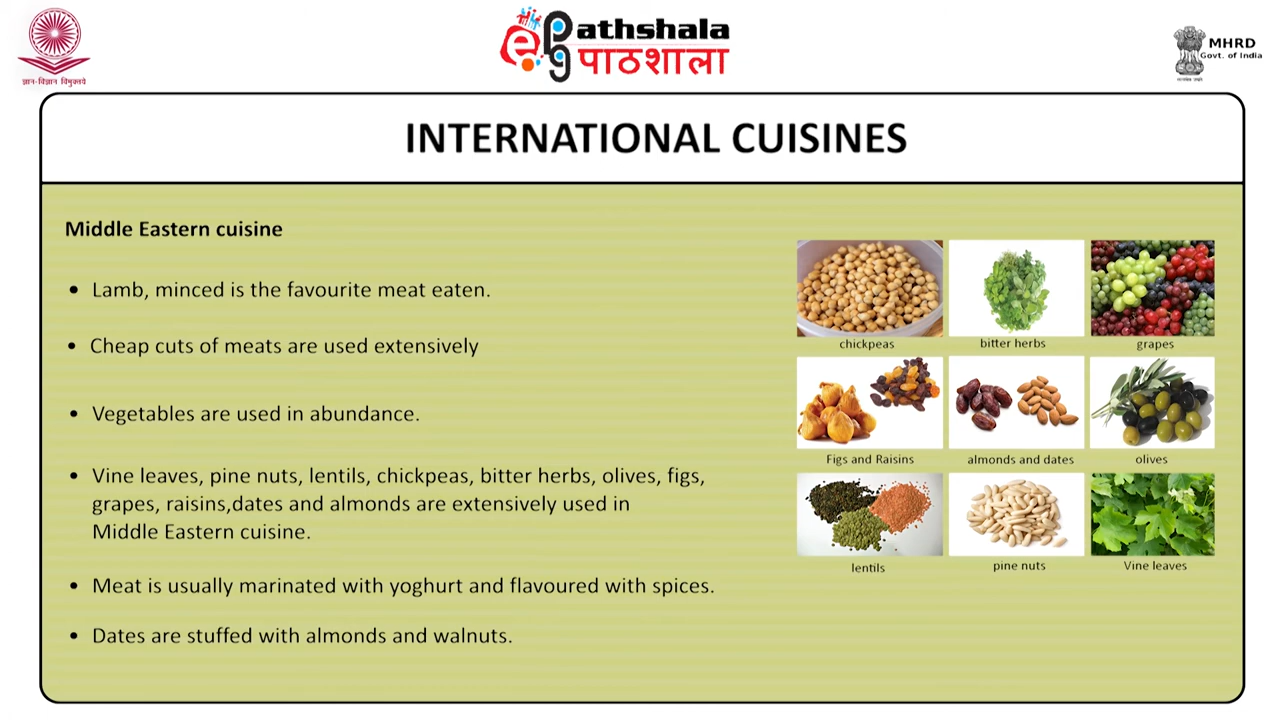 ज्ञान-विज्ञान विमुक्तये
epg
athshala
पाठशाला
MHRD
Govt. of India
INTERNATIONAL CUISINES
Middle Eastern cuisine
• Lamb, minced is the favourite meat eaten.
• Cheap cuts of meats are used extensively
• Vegetables are used in abundance.
• Vine leaves, pine nuts, lentils, chickpeas, bitter herbs, olives, figs,
grapes, raisins,dates and almonds are extensively used in
Middle Eastern cuisine.
• Meat is usually marinated with yoghurt and flavoured with spices.
• Dates are stuffed with almonds and walnuts.
chickpeas
bitter herbs
grapes
Figs and Raisins
almonds and dates
olives
lentils
pine nuts
Vine leaves